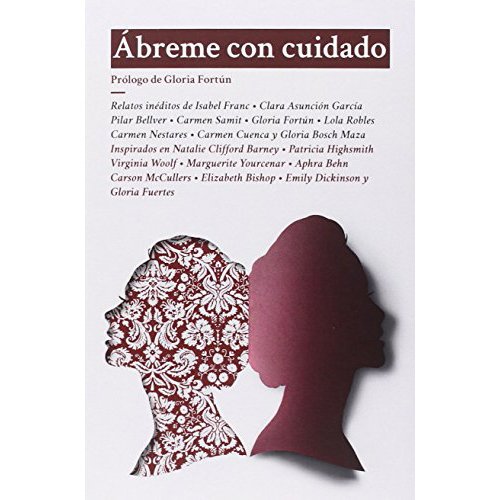 Ábreme con cuidado
Prólogo de Gloria Fortún
Relatos inéditos de Isabel Franc • Clara Asunción García
Pilar Bellver • Carmen Samit • Gloria Fortún • Lola Robles
Carmen Nestares • Carmen Cuenca y Gloria Bosch Maza
Inspirados en Natalie Clifford Barney • Patricia Highsmith
Virginia Woolf • Marguerite Yourcenar • Aphra Behn
Carson McCullers • Elizabeth Bishop • Emily Dickinson y
Gloria Fuertes